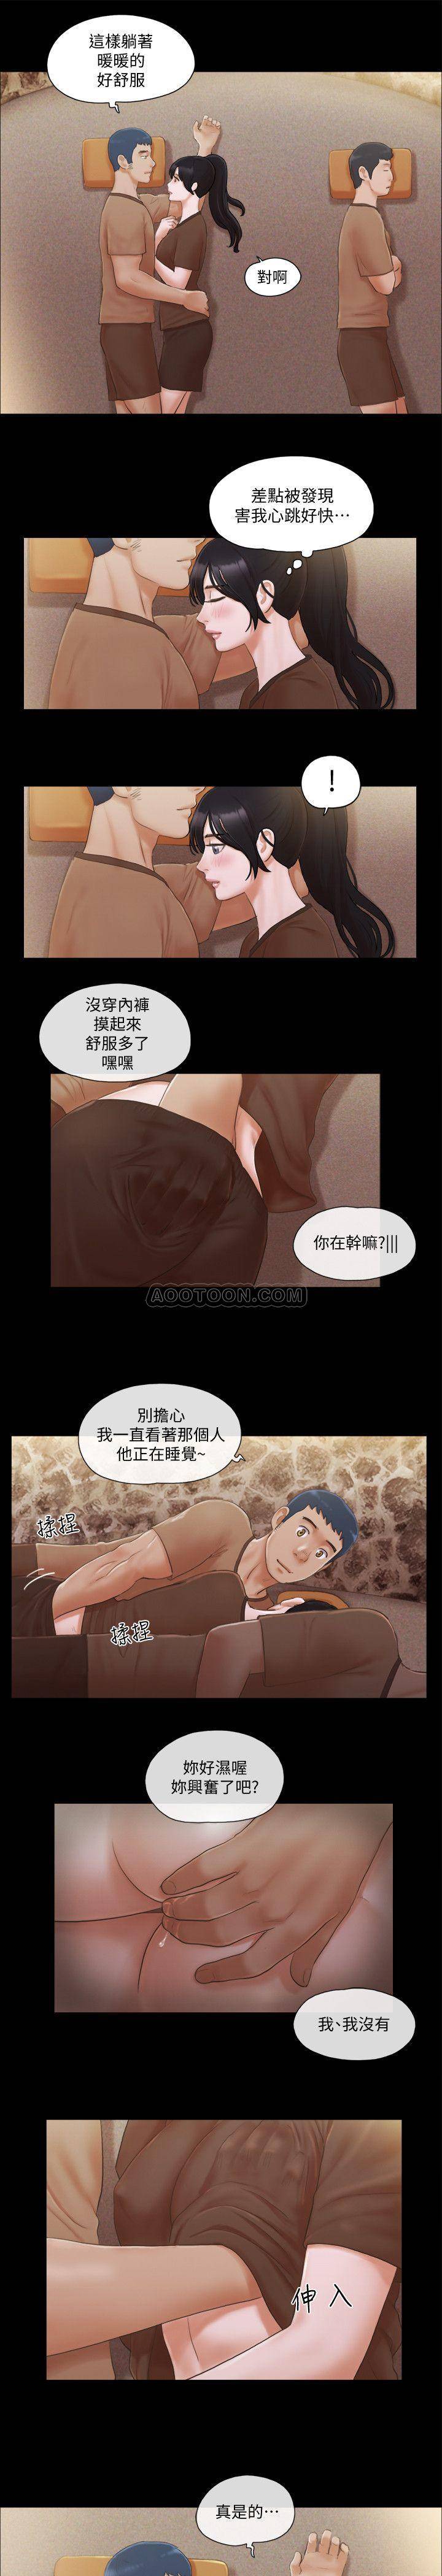 這樣躺著
暖暖的
好舒服
對啊
差點被發現
害我心跳好快…
!
沒穿內褲
摸起來
舒服多了
嘿嘿
你在幹嘛?|||
AOOTOON.COM
別擔心
我一直看著那個人
他正在睡覺~
揉捏
揉捏
妳好濕喔
妳興奮了吧?
我、我沒有
伸入
真是的…